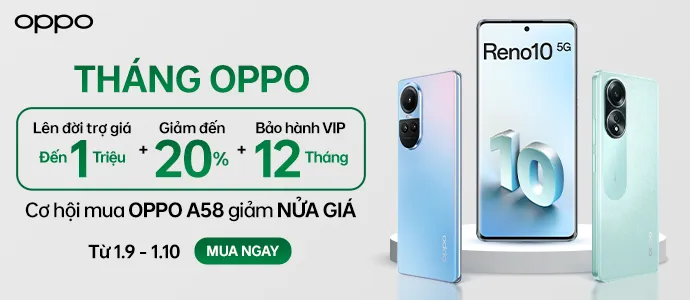 oppo
THÁNG OPPO
Lên đời trợ giá
Đến 1 Triệu
+
Giảm đến
20%
+
Bảo hành VIP
12 Tháng
Cơ hội mua OPPO A58 giảm NỬA GIÁ
Từ 1.9 - 1.10
MUA NGAY
Reno10 5G
10
oppo